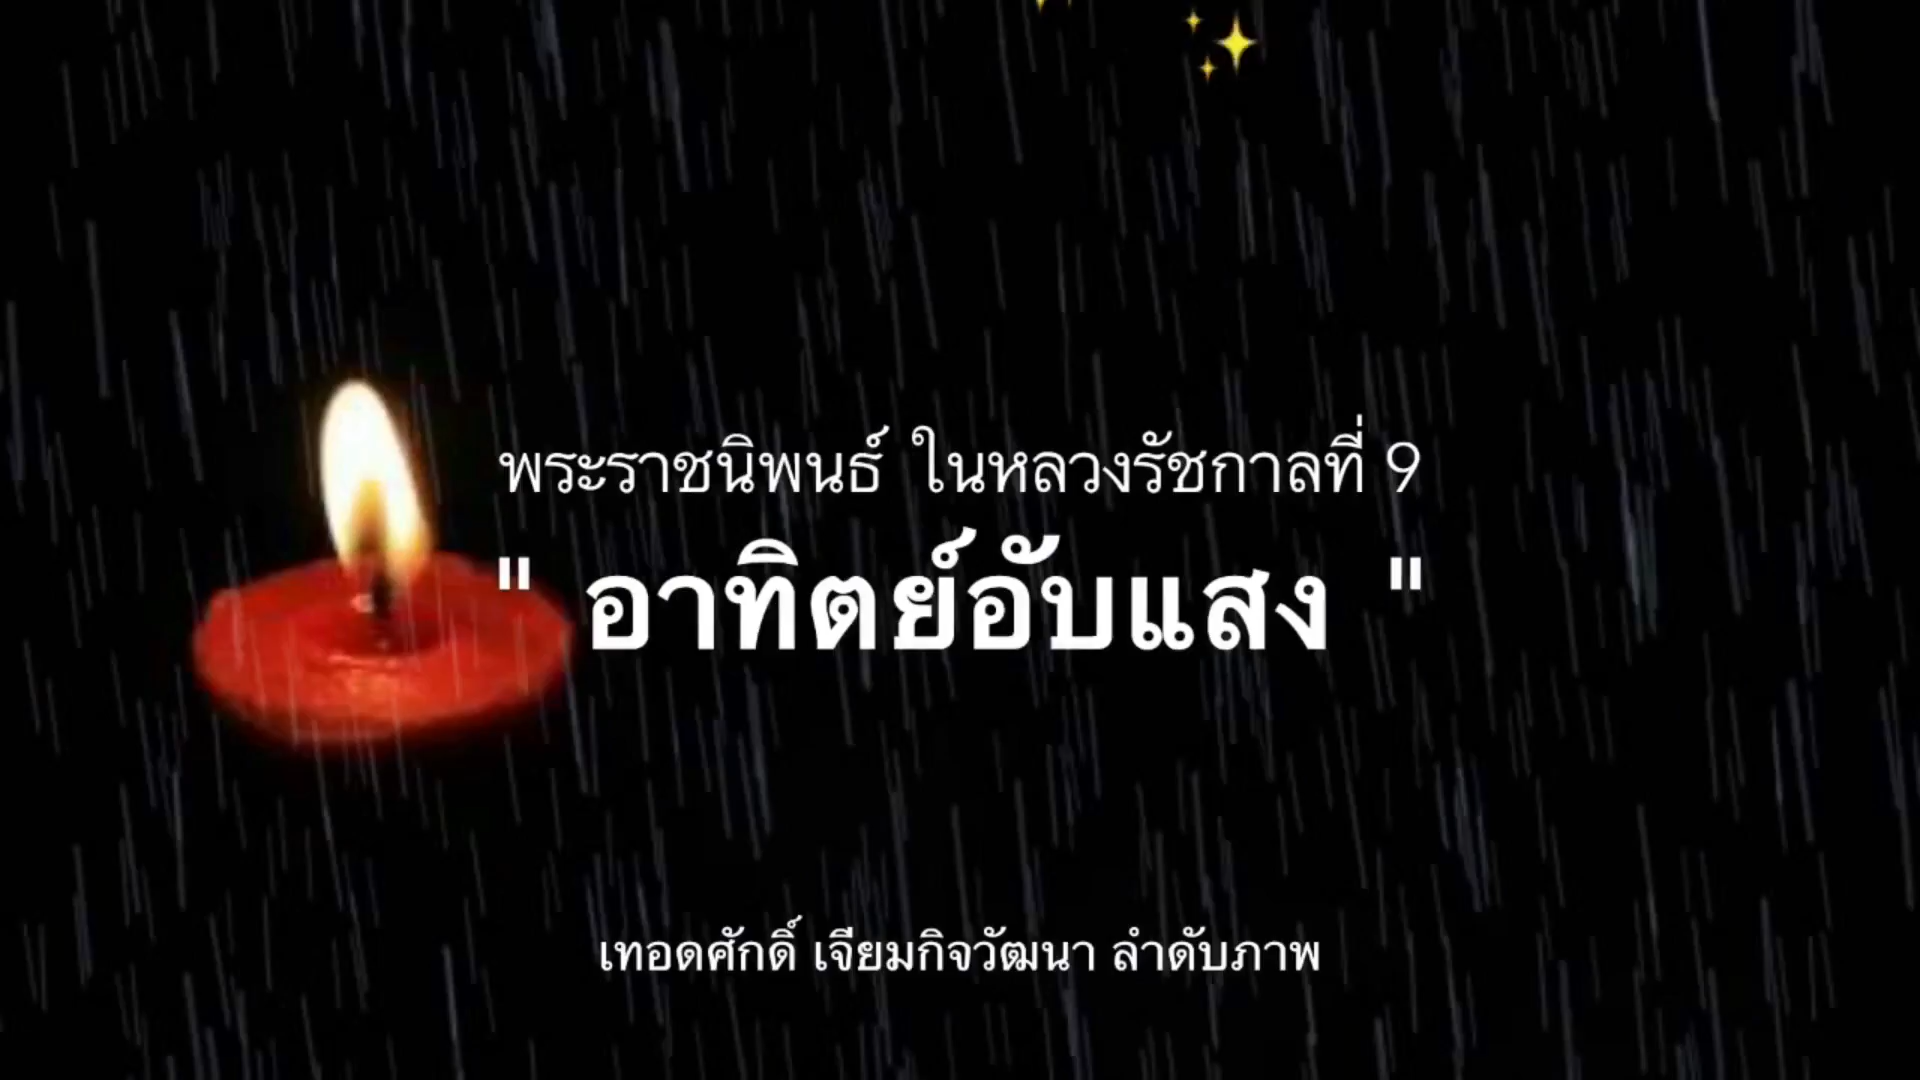 พระราชนิพนธ์ ในหลวงรัชกาลที่ 9
" อาทิตย์อับแสง "
เทอดศักดิ์ เจียมกิจวัฒนา ลำดับภาพ